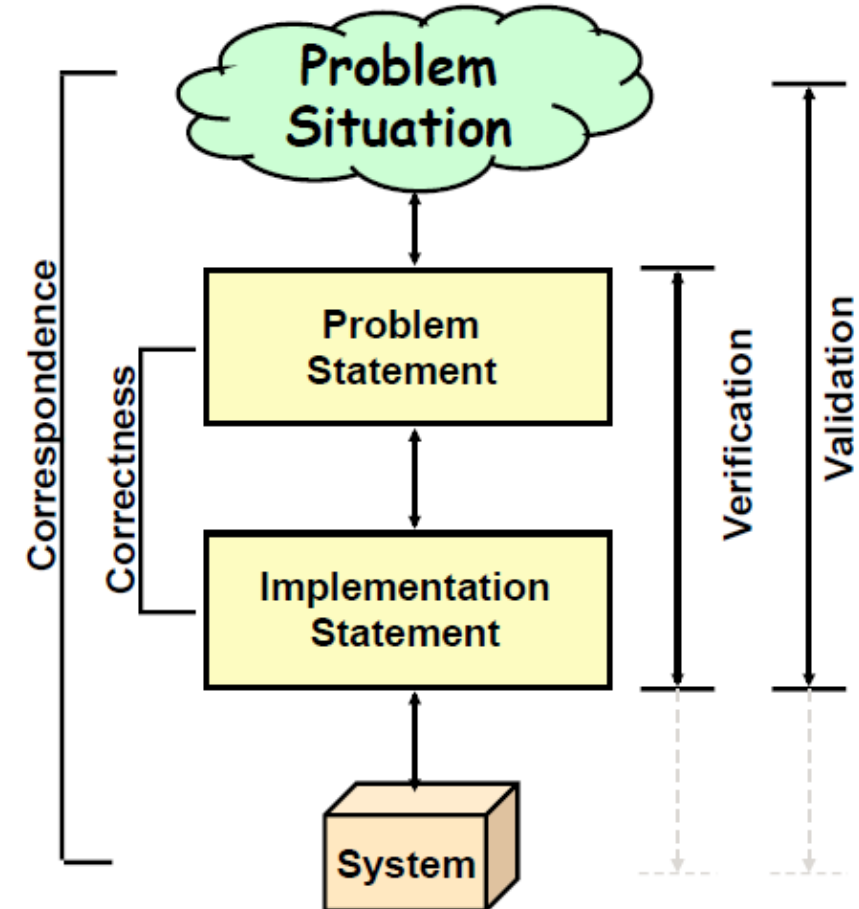 Problem
Situation
Problem
Statement
Implementation
Statement
System
Correspondence
Correctness
Verification
Validation